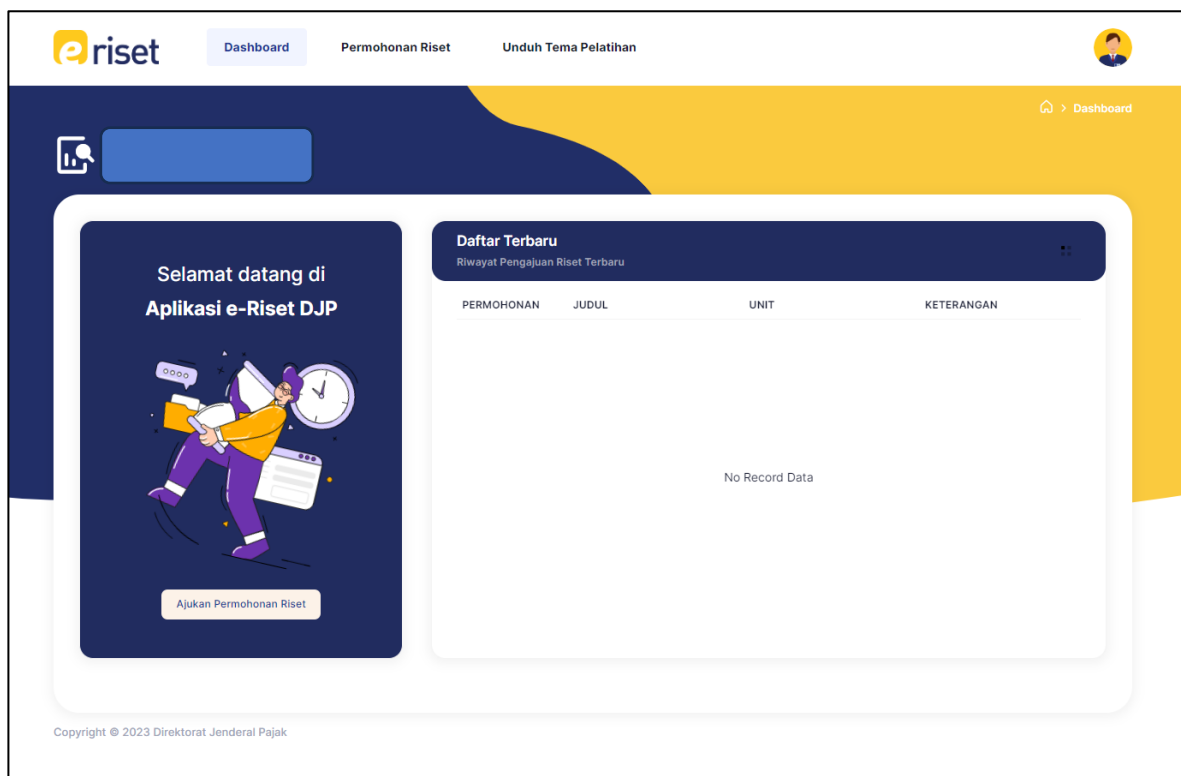 e riset
Dashboard
Permohonan Riset
Unduh Tema Pelatihan
> Dashboard
Selamat datang di
Aplikasi e-Riset DJP
Ajukan Permohonan Riset
Daftar Terbaru
Riwayat Pengajuan Riset Terbaru
PERMOHONAN JUDUL UNIT KETERANGAN
No Record Data
Copyright © 2023 Direktorat Jenderal Pajak